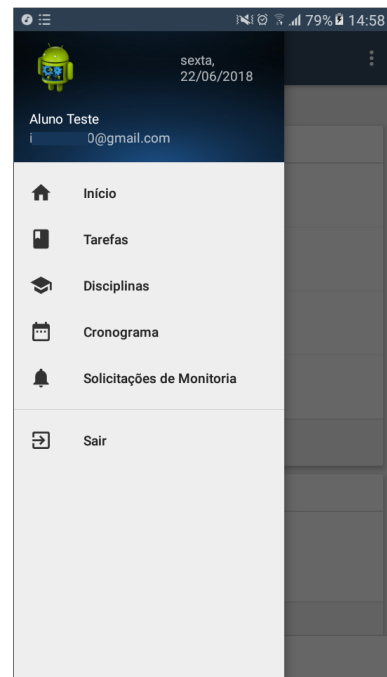 79% 14:58
sexta,
22/06/2018
Aluno Teste
i 0@gmail.com
Início
Tarefas
Disciplinas
Cronograma
Solicitações de Monitoria
Sair